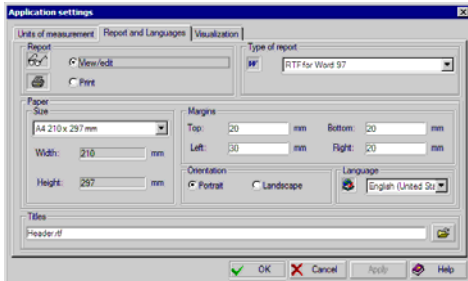 Application settings
Units of measurement Report and Languages Visualization
Report
View/edit
Print
Type of report
RTF for Word 97
Paper
Size
A4 210 x 297 mm
Width: 210 mm
Height: 297 mm
Margins
Top: 20 mm Bottom: 20 mm
Left: 30 mm Right: 20 mm
Orientation
Portrait Landscape
Language
English (United Sta
Titles
Header.rtf
OK Cancel Apply Help